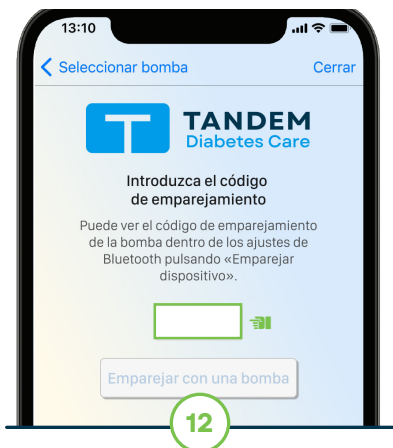 13:10
Seleccionar bomba Cerrar
TANDEM
Diabetes Care
Introduzca el código
de emparejamiento
Puede ver el código de emparejamiento
de la bomba dentro de los ajustes de
Bluetooth pulsando «Emparejar
dispositivo».
Emparejar con una bomba
12